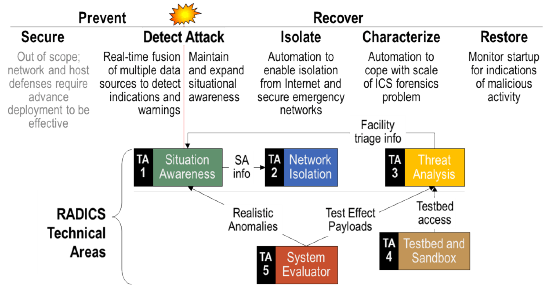 Prevent
Recover
Secure
Detect Attack
Isolate
Characterize
Restore
Out of scope;
network and host
defenses require
advance
deployment to be
effective
Real-time fusion
of multiple data
sources to detect
indications and
warnings
Maintain
and expand
situational
awareness
Automation to
enable isolation
from Internet and
secure emergency
networks
Automation to
cope with scale
of ICS forensics
problem
Monitor startup
for indications
of malicious
activity
Facility
triage info
RADICS
Technical
Areas
TA
1
Situation
Awareness
SA
info
TA
2
Network
Isolation
TA
3
Threat
Analysis
Realistic
Anomalies
Test Effect
Payloads
Testbed
access
TA
5
System
Evaluator
TA
4
Testbed and
Sandbox